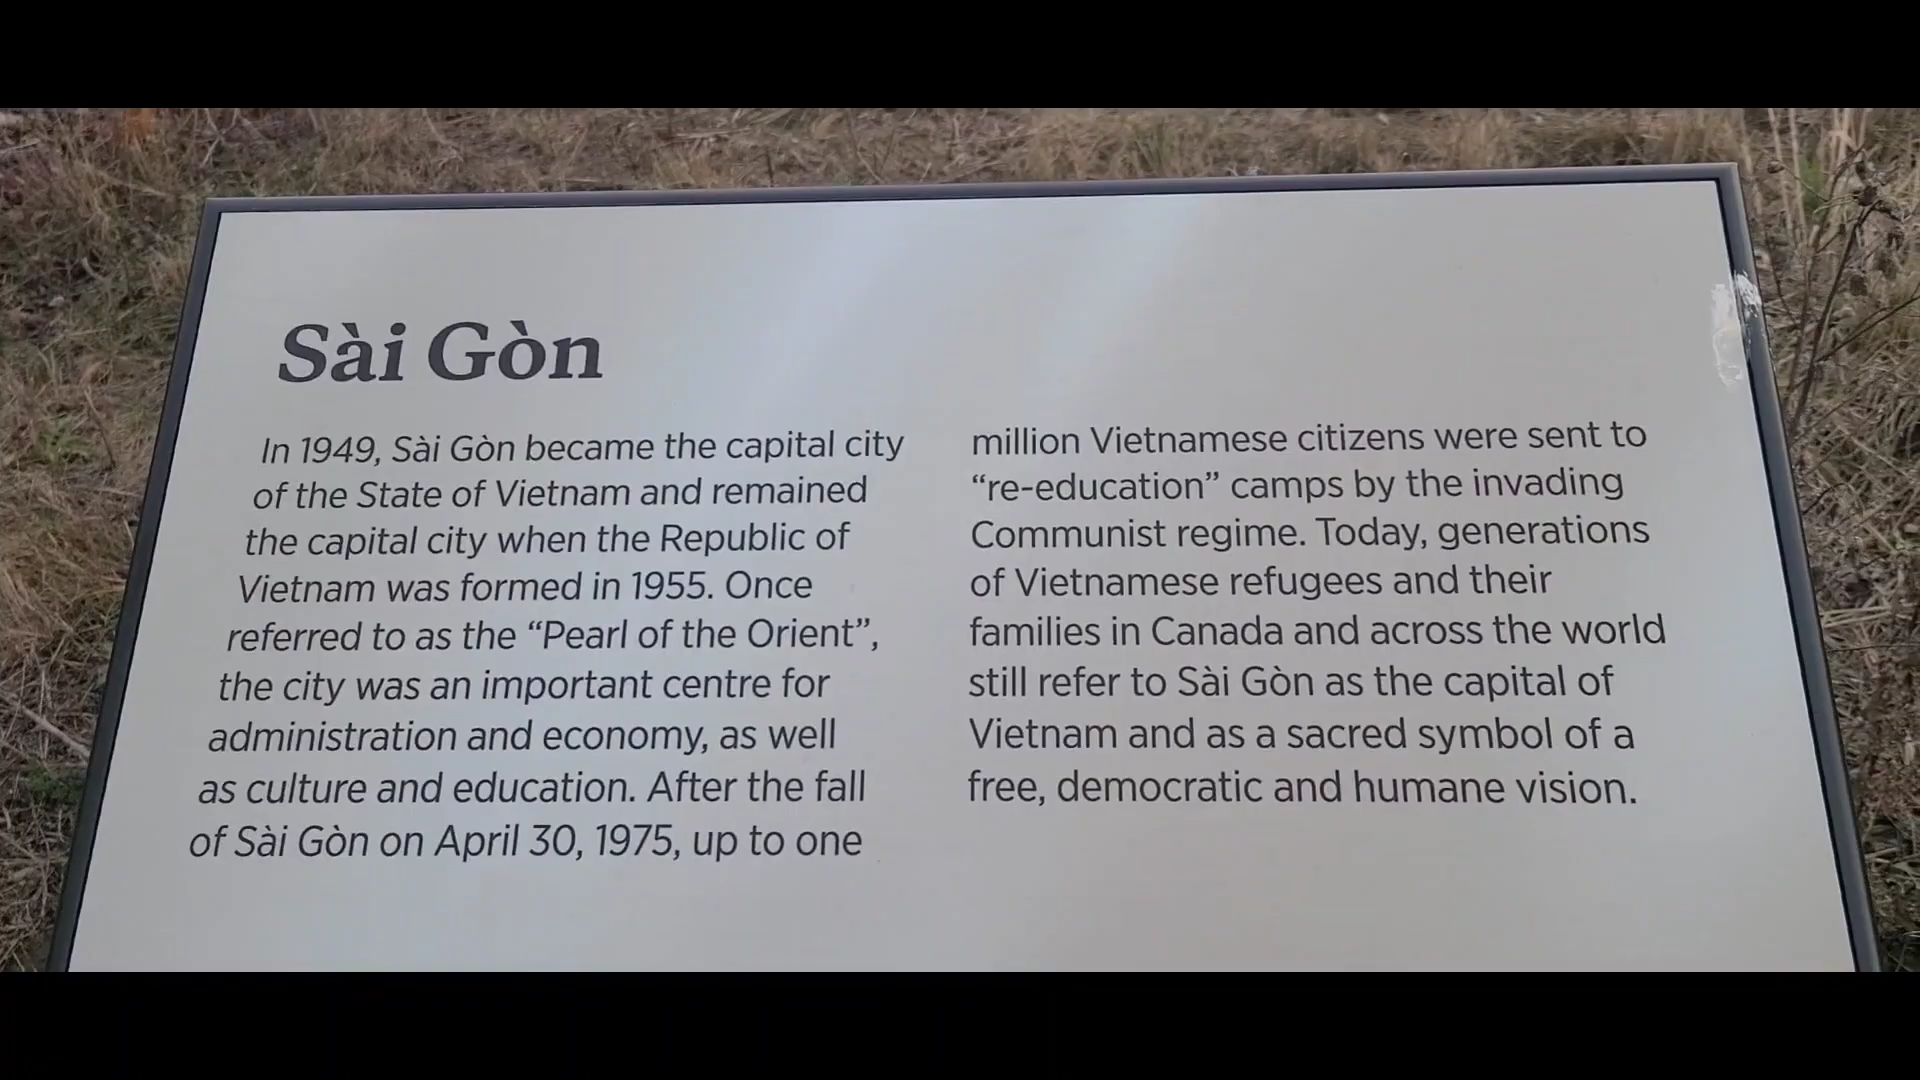 Sài Gòn
In 1949, Sài Gòn became the capital city
of the State of Vietnam and remained
the capital city when the Republic of
Vietnam was formed in 1955. Once
referred to as the “Pearl of the Orient”,
the city was an important centre for
administration and economy, as well
as culture and education. After the fall
of Sài Gòn on April 30, 1975, up to one
million Vietnamese citizens were sent to
“re-education” camps by the invading
Communist regime. Today, generations
of Vietnamese refugees and their
families in Canada and across the world
still refer to Sài Gòn as the capital of
Vietnam and as a sacred symbol of a
free, democratic and humane vision.